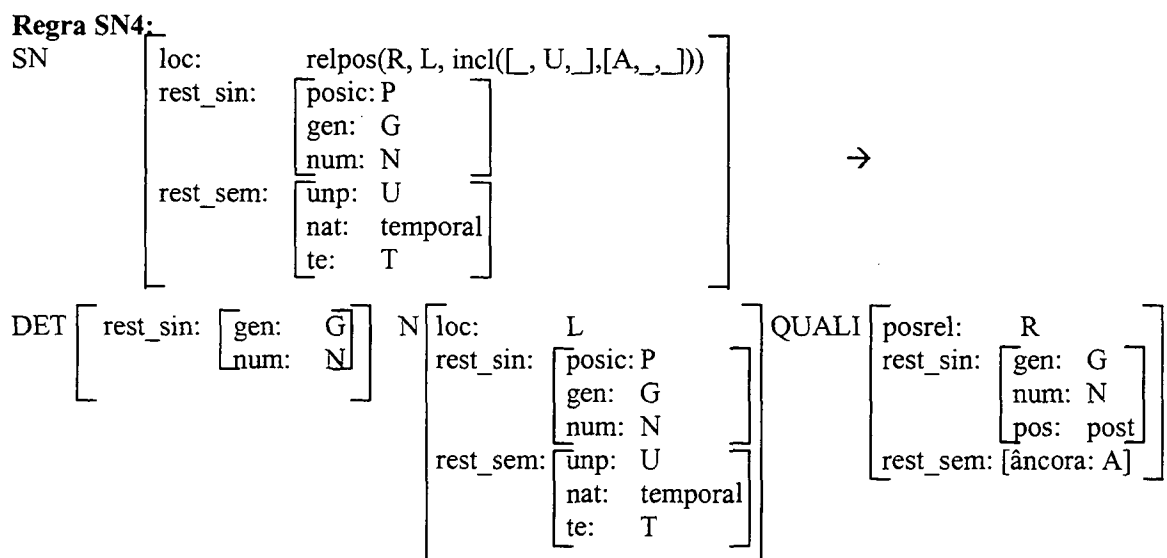 Regra SN4:
SN loc: relpos(R, L, incl([_, U,_],[A,_,_]))
rest_sin: posic: P
gen: G
num: N
→
rest_sem: unp: U
nat: temporal
te: T
DET rest_sin: gen: G N loc: L QUALI posrel: R
num: N rest_sin: posic: P rest_sin: gen: G
gen: G num: N
num: N pos: post
rest_sem: unp: U rest_sem: [âncora: A]
nat: temporal
te: T